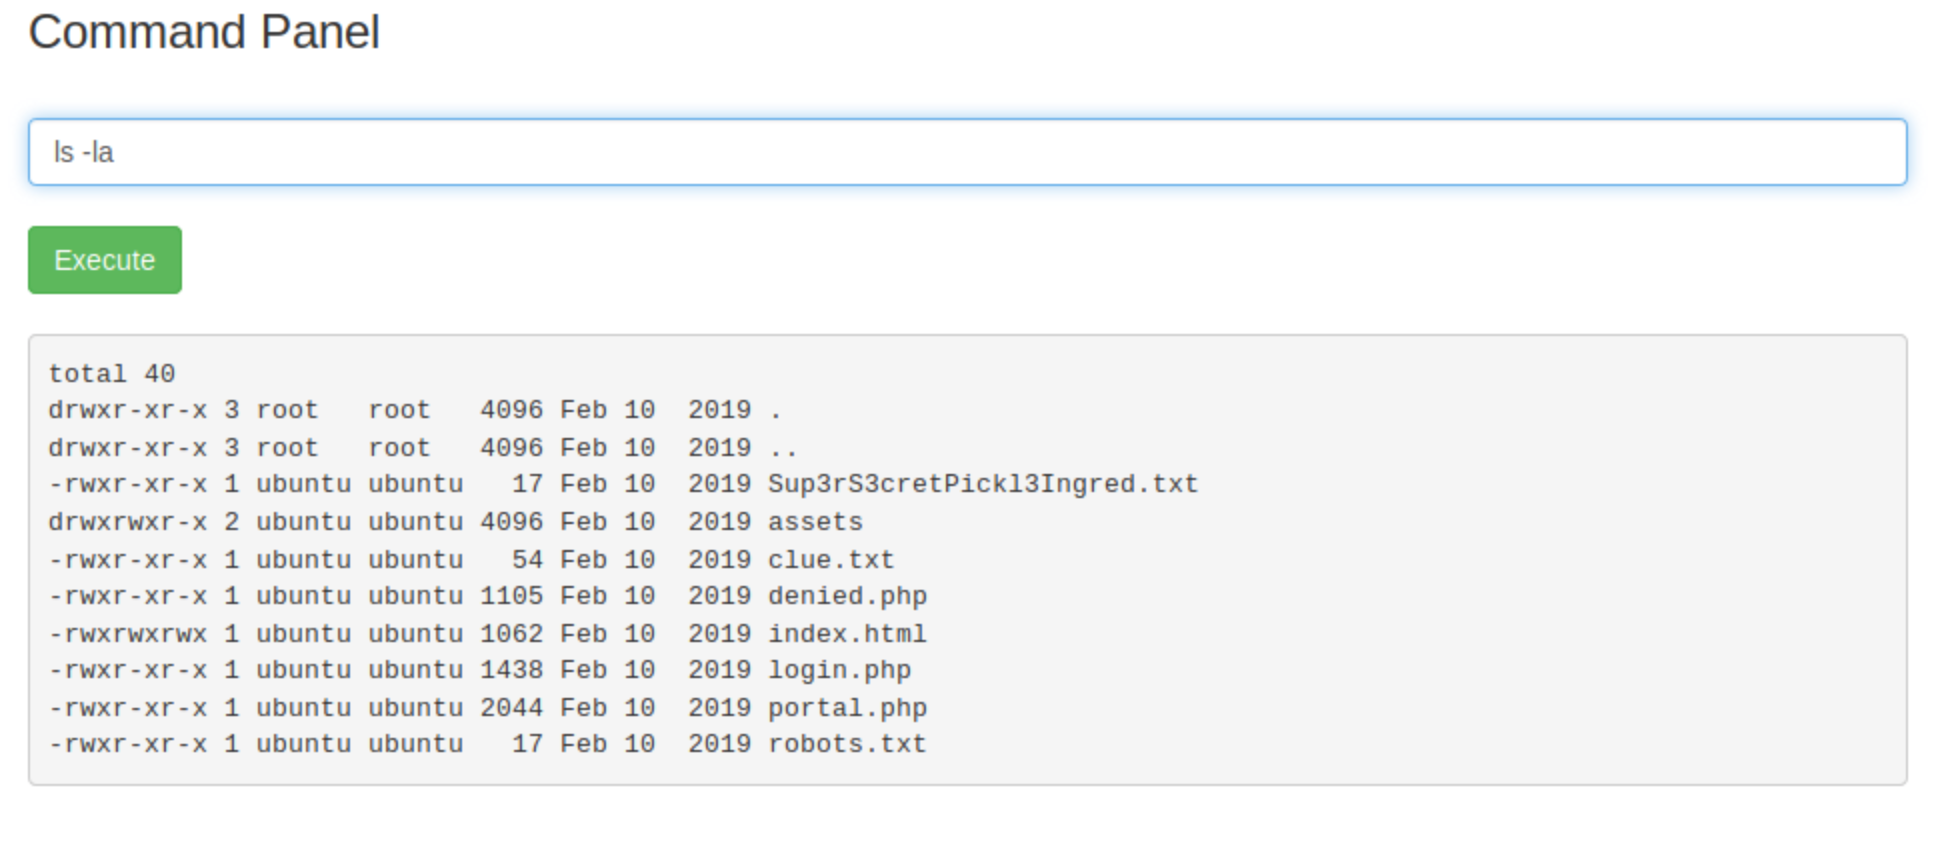 Command Panel
ls -la
Execute
total 40
drwxr-xr-x 3 root   root   4096 Feb 10  2019 .
drwxr-xr-x 3 root   root   4096 Feb 10  2019 ..
-rwxr-xr-x 1 ubuntu ubuntu   17 Feb 10  2019 Sup3rS3cretPickl3Ingred.txt
drwxrwxr-x 2 ubuntu ubuntu 4096 Feb 10  2019 assets
-rwxr-xr-x 1 ubuntu ubuntu   54 Feb 10  2019 clue.txt
-rwxr-xr-x 1 ubuntu ubuntu 1105 Feb 10  2019 denied.php
-rwxrwxrwx 1 ubuntu ubuntu 1062 Feb 10  2019 index.html
-rwxr-xr-x 1 ubuntu ubuntu 1438 Feb 10  2019 login.php
-rwxr-xr-x 1 ubuntu ubuntu 2044 Feb 10  2019 portal.php
-rwxr-xr-x 1 ubuntu ubuntu   17 Feb 10  2019 robots.txt